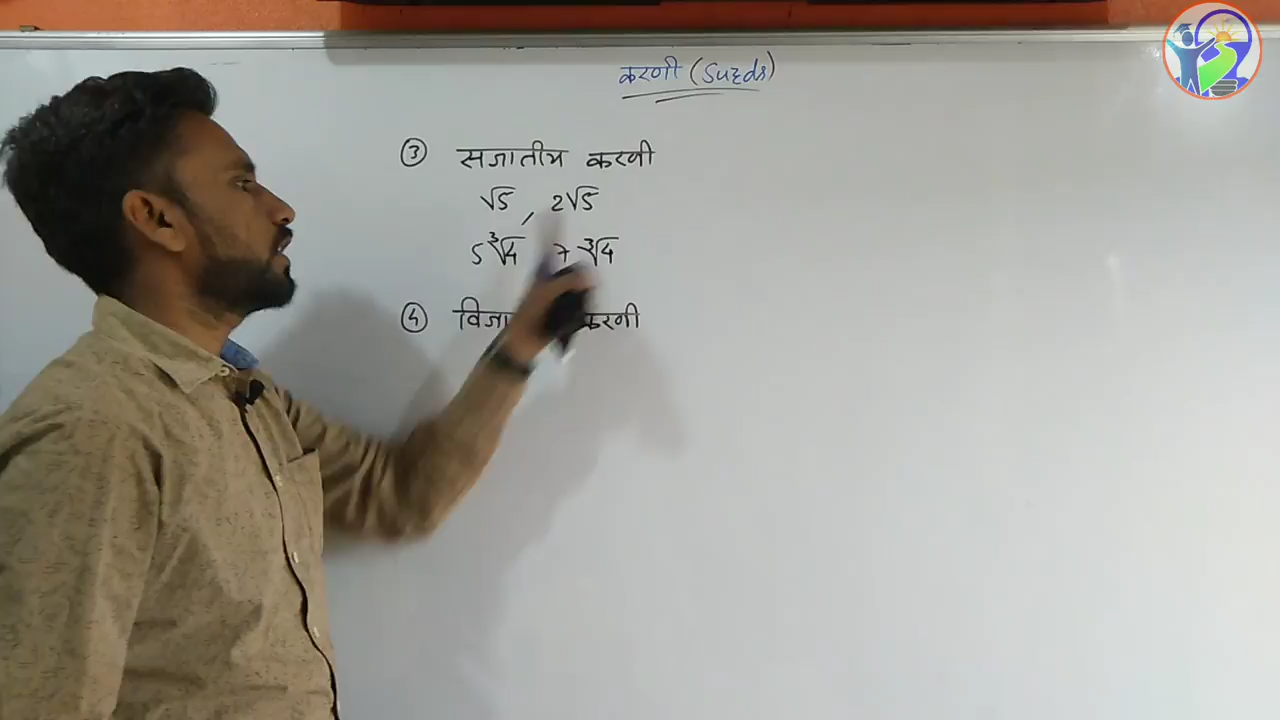 करणी (Surds)
③ सजातीय करणी
√5, 2√5
5∛4 7∛4
④ करणी